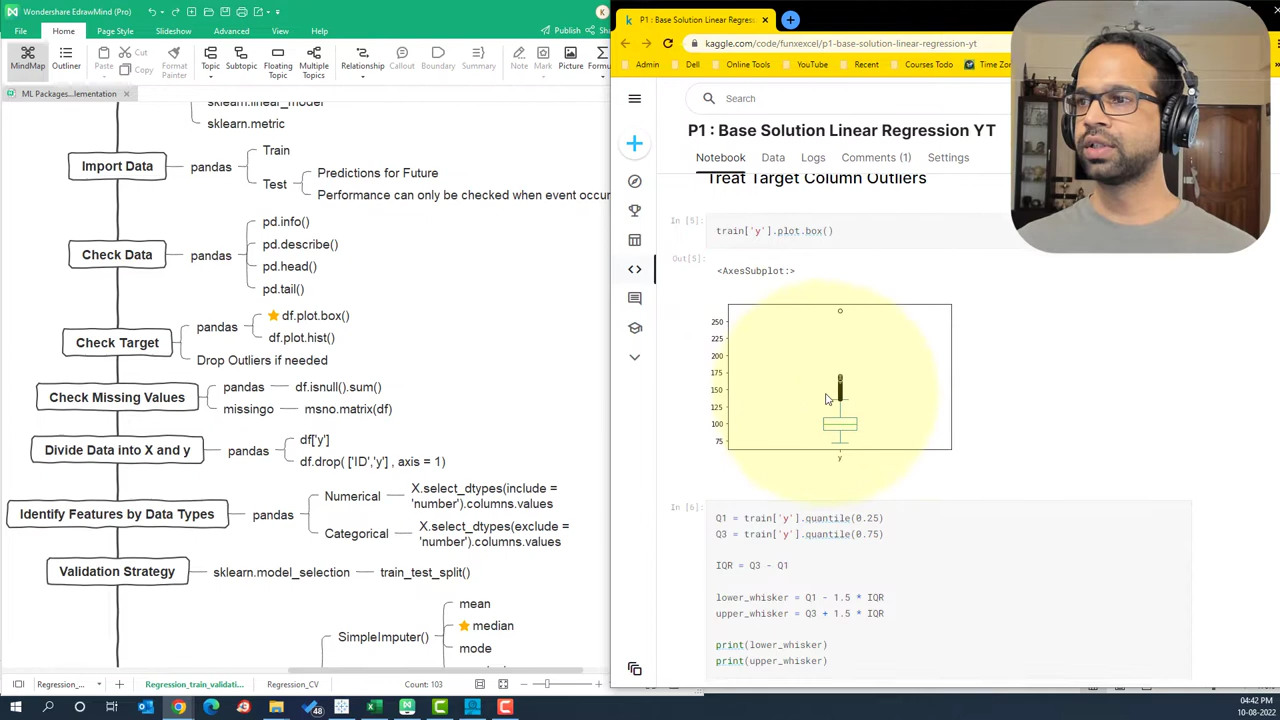 Wondershare EdrawMind (Pro)
K
File
Home
Page Style
Slideshow
Advanced
View
Help
Publish
Sha
MindMap
Outliner
Paste
Cut
Copy
Format
Painter
Topic
Subtopic
Floating
Topic
Multiple
Topics
Relationship
Callout
Boundary
Summary
Note
Mark
Picture
Formu
ML Packages...lementation
sklearn.linear_model
sklearn.metric
Import Data
pandas
Train
Test
Predictions for Future
Performance can only be checked when event occur
Check Data
pandas
pd.info()
pd.describe()
pd.head()
pd.tail()
Check Target
pandas
df.plot.box()
df.plot.hist()
Drop Outliers if needed
Check Missing Values
pandas
df.isnull().sum()
missingo
msno.matrix(df)
Divide Data into X and y
pandas
df['y']
df.drop( ['ID','y'] , axis = 1)
Identify Features by Data Types
pandas
Numerical
X.select_dtypes(include =
'number').columns.values
Categorical
X.select_dtypes(exclude =
'number').columns.values
Validation Strategy
sklearn.model_selection
train_test_split()
SimpleImputer()
mean
median
mode
Regression_...
Regression_train_validati...
Regression_CV
Count: 103
P1 : Base Solution Linear Regress
kaggle.com/code/funxexcel/p1-base-solution-linear-regression-yt
Admin
Dell
Online Tools
YouTube
Recent
Courses Todo
Time Zon
Search
P1 : Base Solution Linear Regression YT
Notebook
Data
Logs
Comments (1)
Settings
Treat Target Column Outliers
In [5]
train['y'].plot.box()
Out[5]
<AxesSubplot:>
250
225
200
175
150
125
100
75
y
In [6]
Q1 = train['y'].quantile(0.25)
Q3 = train['y'].quantile(0.75)
IQR = Q3 - Q1
lower_whisker = Q1 - 1.5 * IQR
upper_whisker = Q3 + 1.5 * IQR
print(lower_whisker)
print(upper_whisker)
48
04:42 PM
10-08-2022